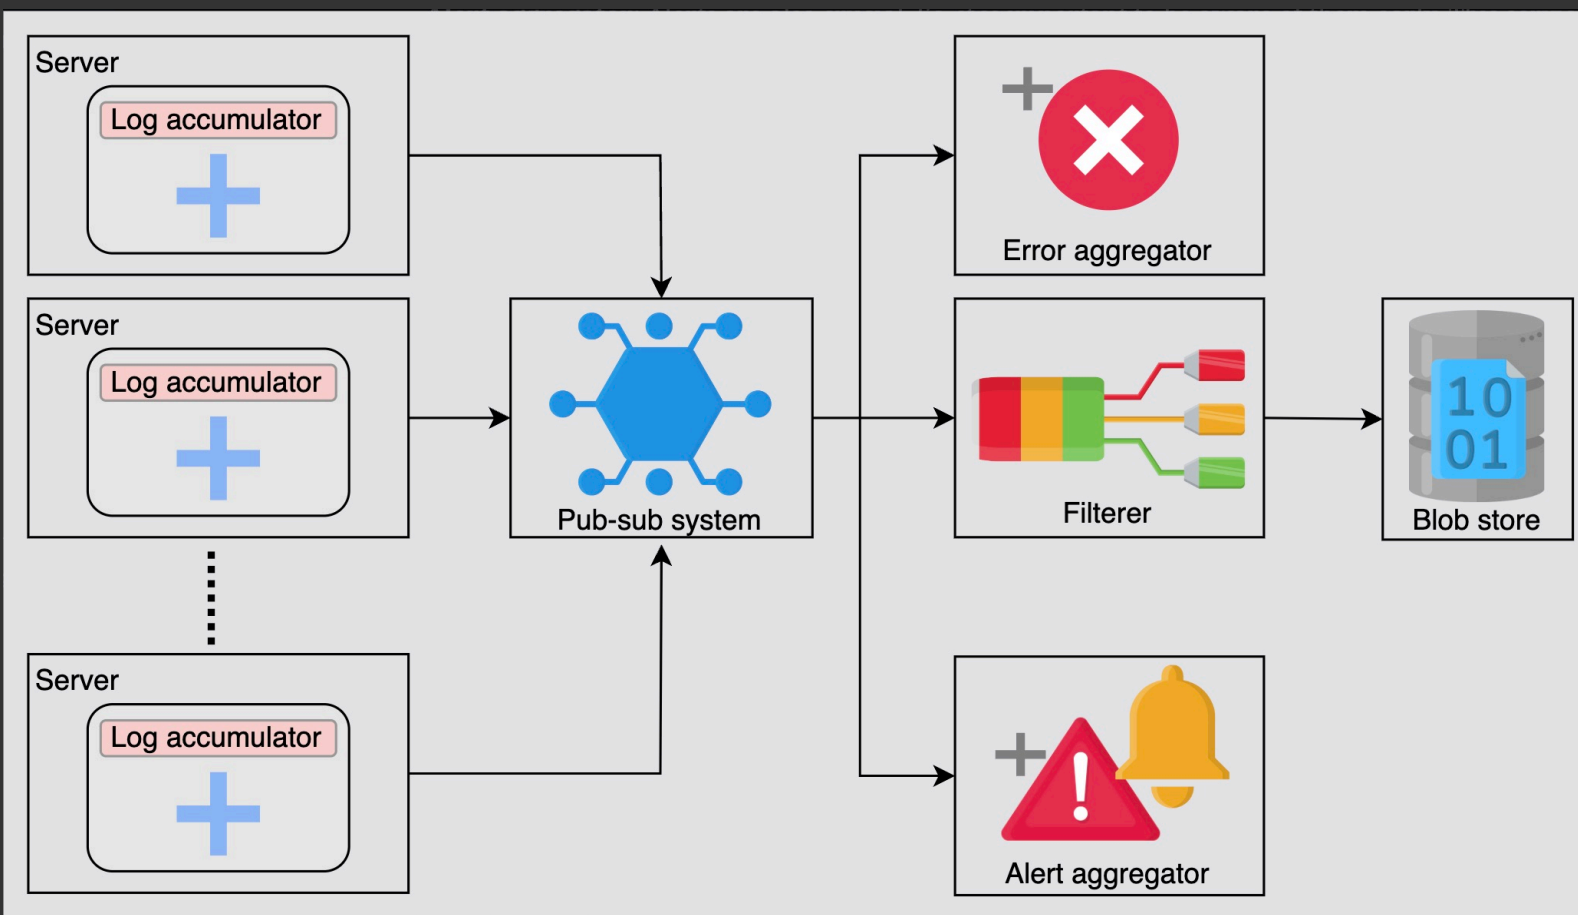 Server
Log accumulator
Server
Log accumulator
Server
Log accumulator
Pub-sub system
Error aggregator
Filterer
10
01
Blob store
Alert aggregator